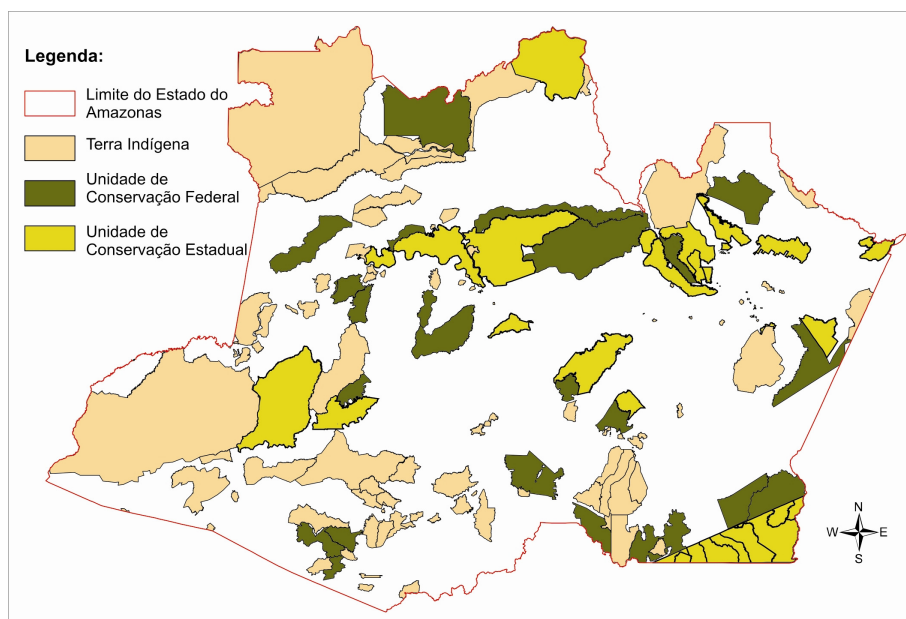 Legenda:
Limite do Estado do
Amazonas
Terra Indígena
Unidade de
Conservação Federal
Unidade de
Conservação Estadual
N
W E
S